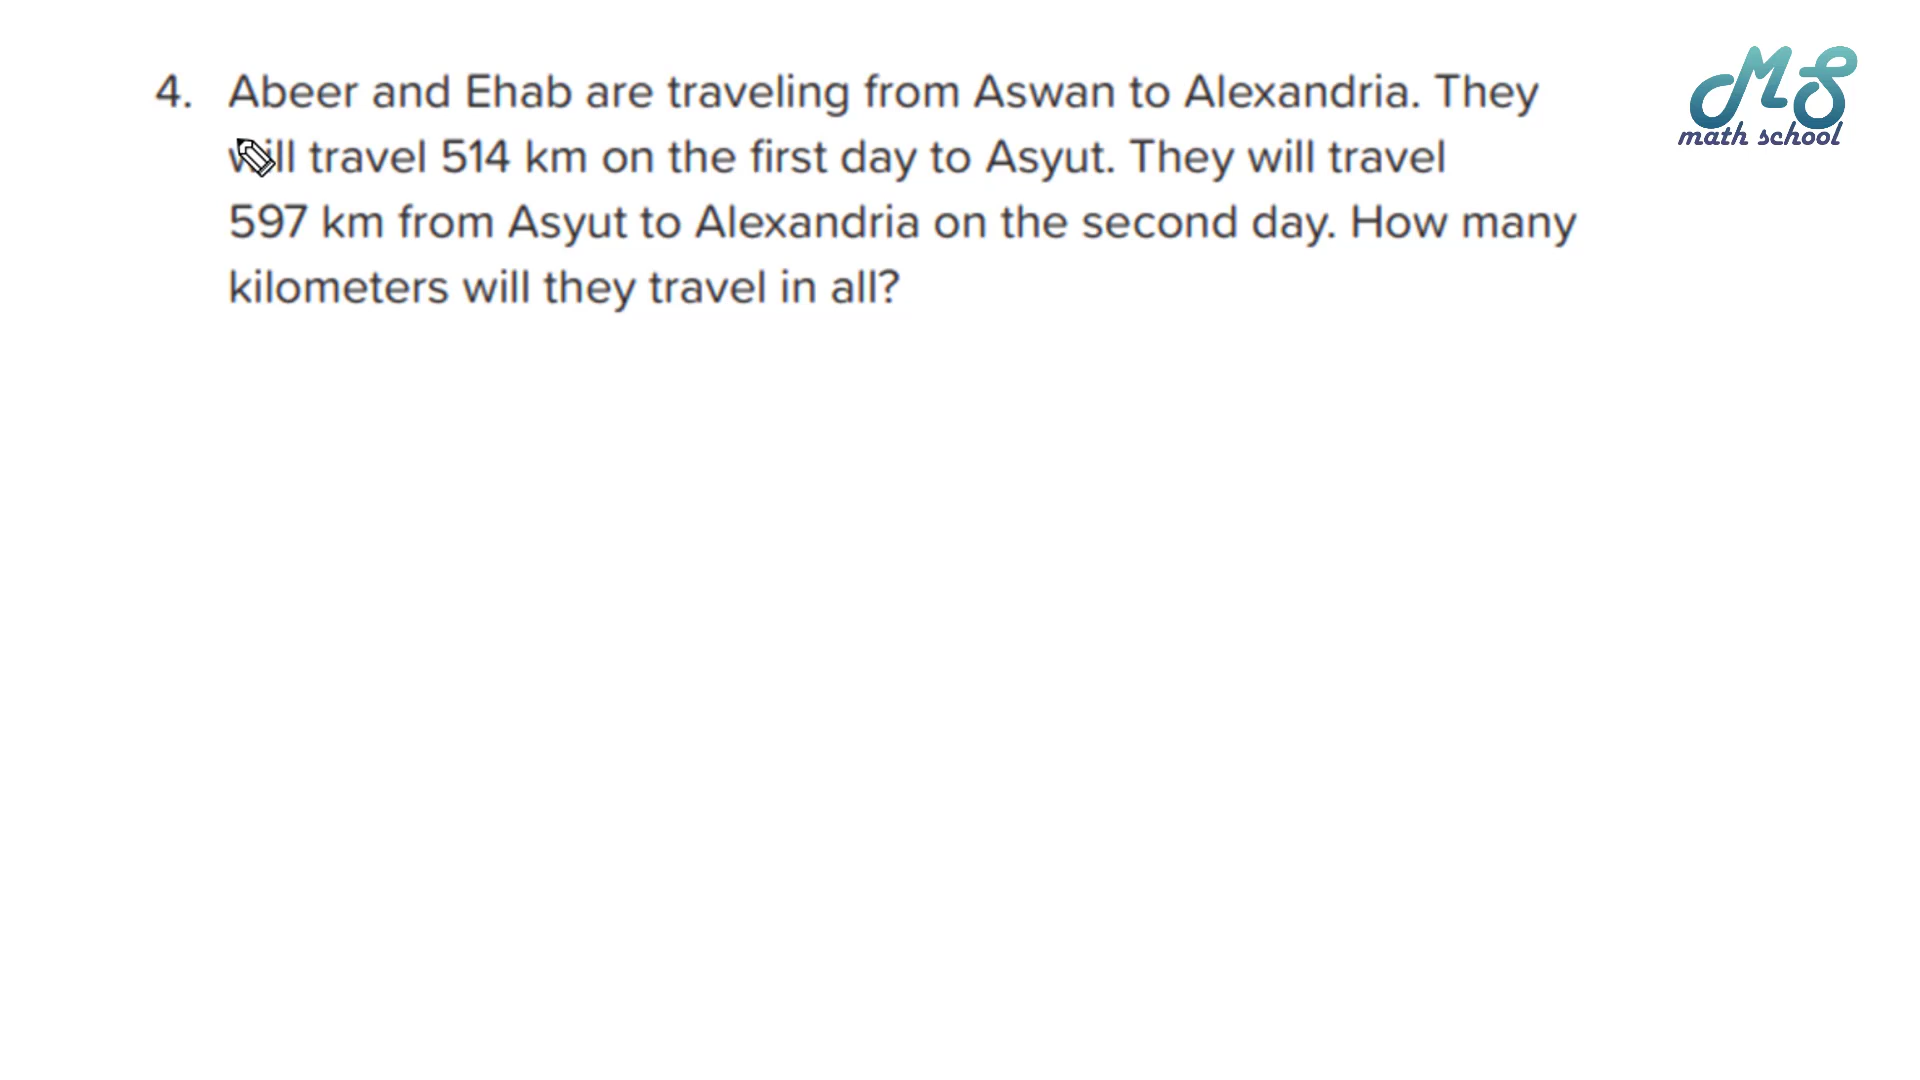 4. Abeer and Ehab are traveling from Aswan to Alexandria. They
will travel 514 km on the first day to Asyut. They will travel
597 km from Asyut to Alexandria on the second day. How many
kilometers will they travel in all?
MS
math school